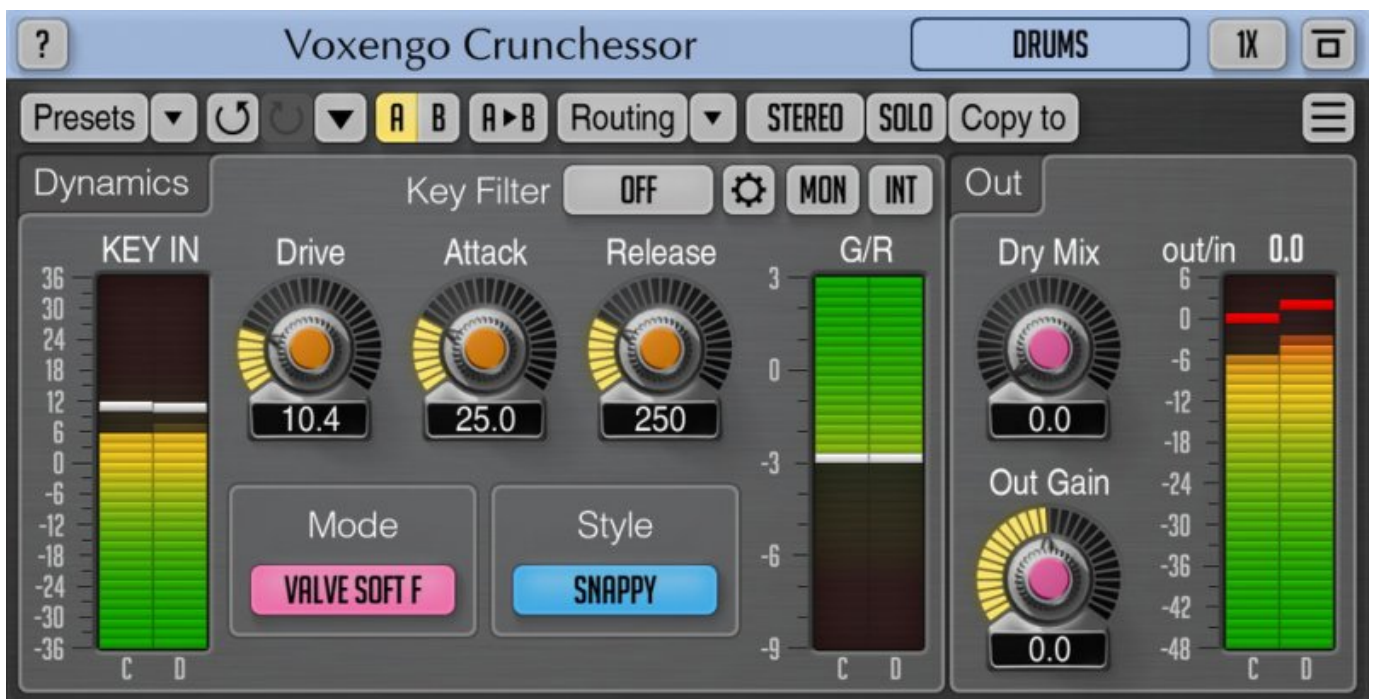 ? Voxengo Crunchessor DRUMS 1X
Presets A B A▸B Routing STEREO SOLO Copy to
Dynamics Key Filter OFF MON INT Out
KEY IN Drive Attack Release G/R Dry Mix out/in 0.0
36
30
24
18
12
6
0
-6
-12
-18
-24
-30
-36
C D
10.4 25.0 250
Mode Style
VALVE SOFT F SNAPPY
3
0
-3
-6
-9
C D
0.0
Out Gain
0.0
6
0
-6
-12
-18
-24
-30
-36
-42
-48
C D